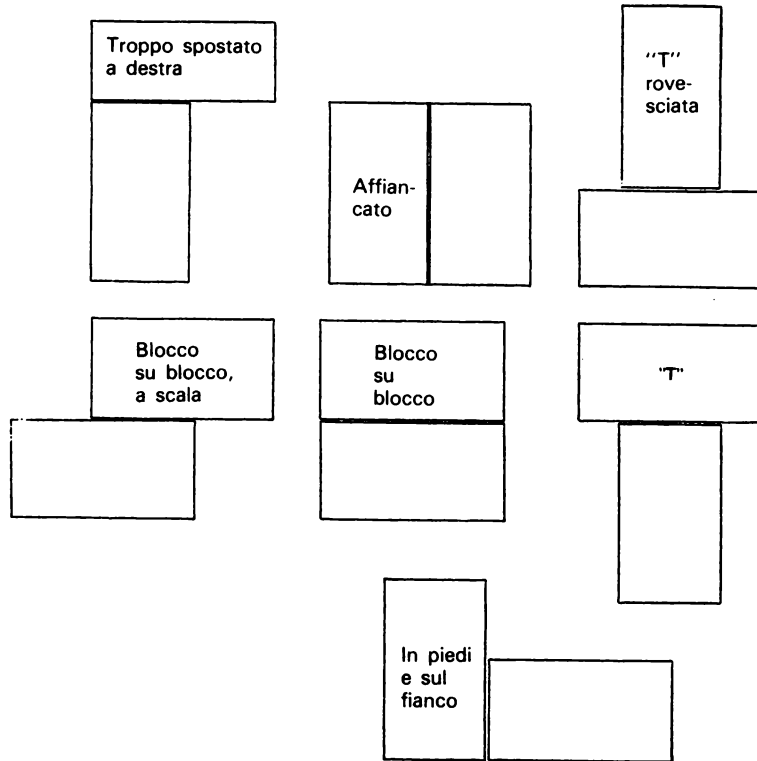 Troppo spostato
a destra
"T"
rove-
sciata
Affian-
cato
Blocco
su blocco,
a scala
Blocco
su
blocco
"T"
In piedi
e sul
fianco